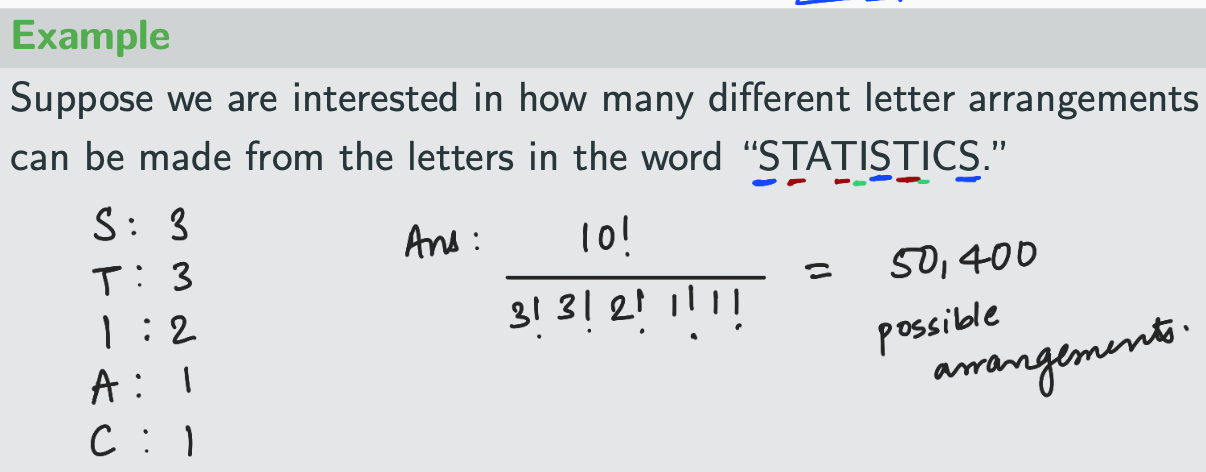 Example
Suppose we are interested in how many different letter arrangements
can be made from the letters in the word “STATISTICS.”
S: 3
T: 3
I: 2
A: 1
C: 1
Ans: 10! / 3! 3! 2! 1! 1! = 50,400
possible
arrangements.